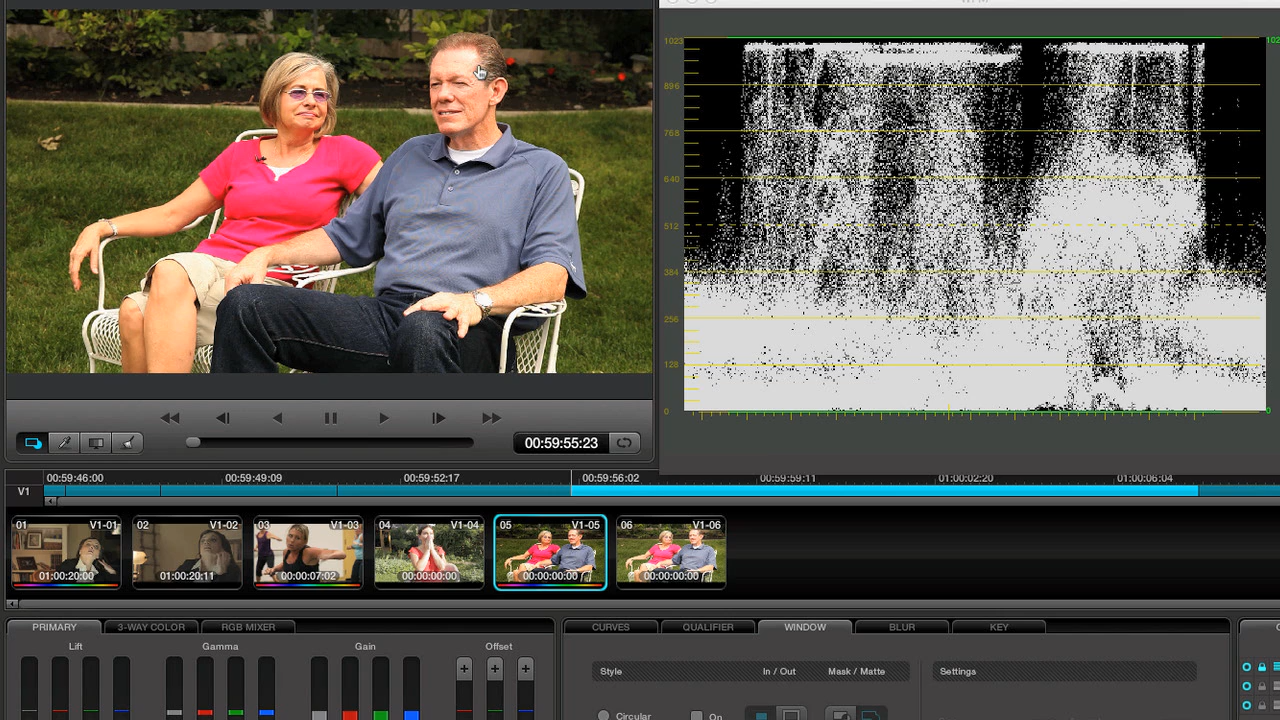 1023
896
768
640
512
384
256
128
0
102
0
00:59:55:23
00:59:46:00 00:59:49:09 00:59:52:17 00:59:56:02 00:59:59:11 01:00:02:20 01:00:06:04
V1
01 V1-01 02 V1-02 03 V1-03 04 V1-04 05 V1-05 06 V1-06
01:00:20:00 01:00:20:11 00:00:07:02 00:00:00:00 00:00:00:00 00:00:00:00
PRIMARY 3-WAY COLOR RGB MIXER CURVES QUALIFIER WINDOW BLUR KEY
Lift Gamma Gain Offset
Style In / Out Mask / Matte Settings
Circular On